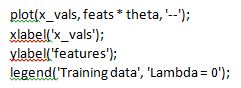 plot(x_vals, feats * theta, '--');
xlabel('x_vals');
ylabel('features');
legend('Training data', 'Lambda = 0');